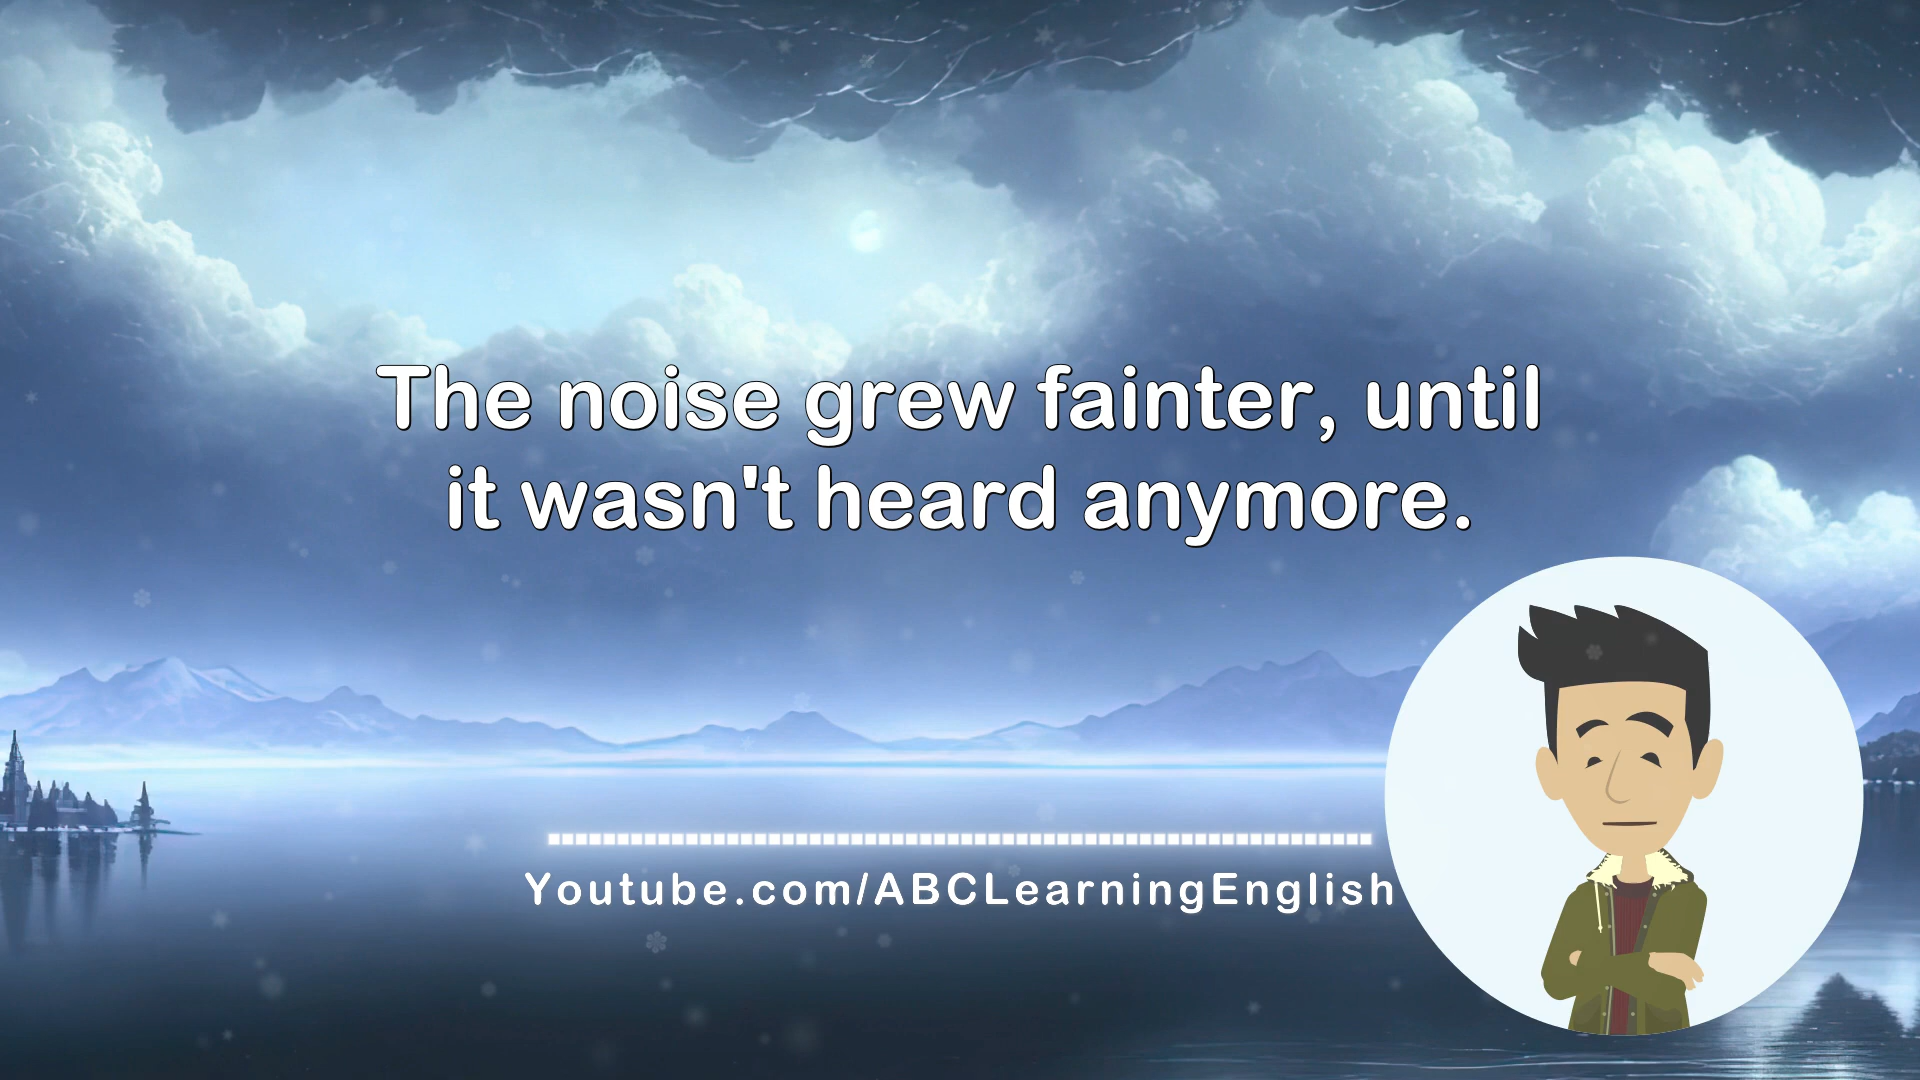 The noise grew fainter, until
it wasn't heard anymore.
Youtube.com/ABCLearningEnglish